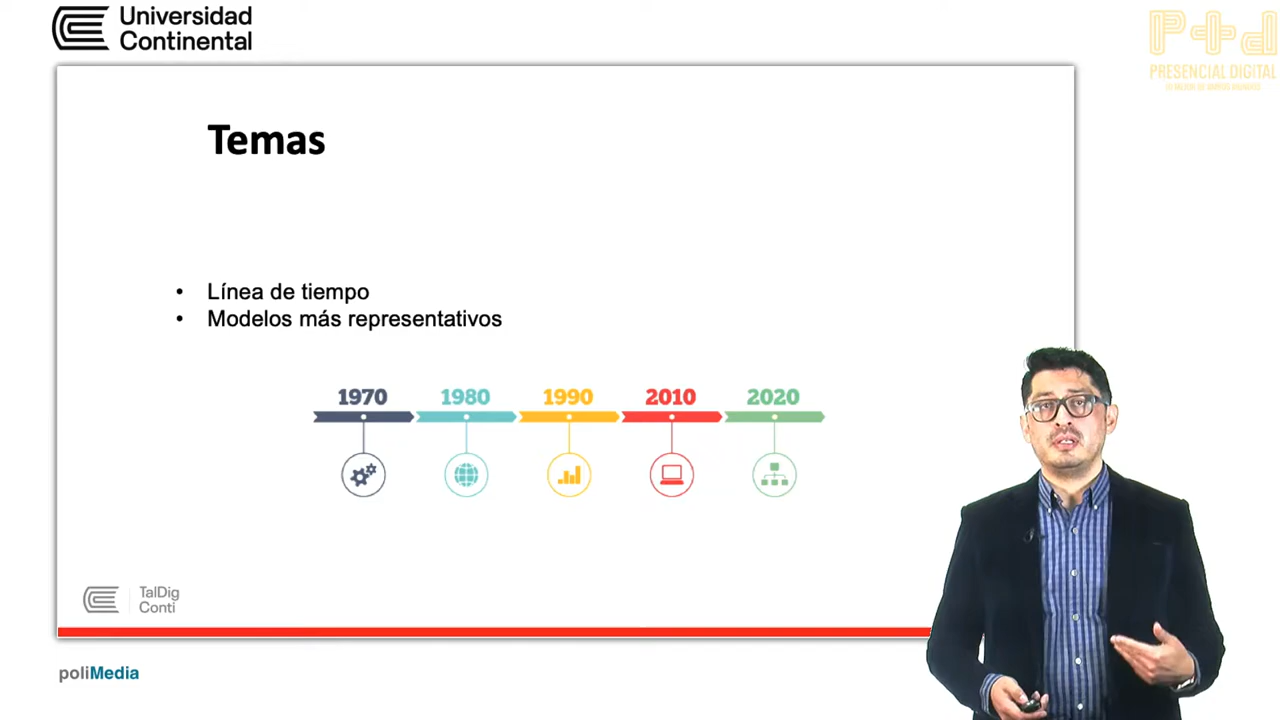 Universidad
Continental
P+d
PRESENCIAL DIGITAL
Temas
• Línea de tiempo
• Modelos más representativos
1970 1980 1990 2010 2020
TalDig
Conti
poliMedia